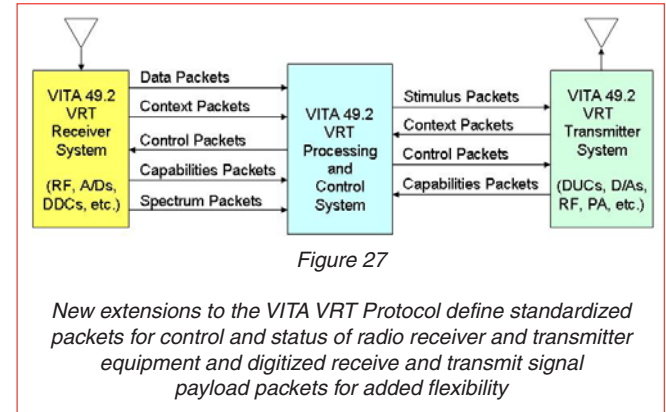 VITA 49.2
VRT
Receiver
System
(RF, A/Ds,
DDCs, etc.)
Data Packets
Context Packets
Control Packets
Capabilities Packets
Spectrum Packets
VITA 49.2
VRT
Processing
and
Control
System
Stimulus Packets
Context Packets
Control Packets
Capabilities Packets
VITA 49.2
VRT
Transmitter
System
(DUCs, D/As,
RF, PA, etc.)
Figure 27
New extensions to the VITA VRT Protocol define standardized
packets for control and status of radio receiver and transmitter
equipment and digitized receive and transmit signal
payload packets for added flexibility